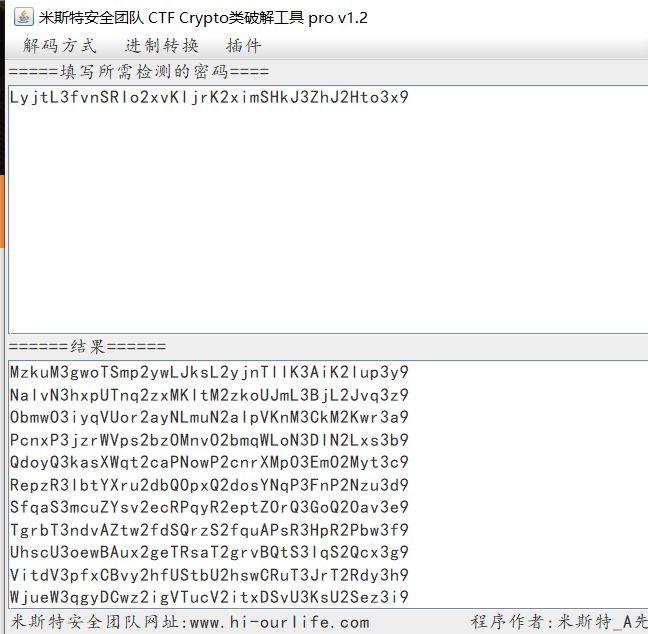 米斯特安全团队 CTF Crypto类破解工具 pro v1.2
解码方式 进制转换 插件
=====填写所需检测的密码====
LyjtL3fvnSRlo2xvKIjrK2ximSHkJ3ZhJ2Hto3x9
======结果======
MzkuM3gwoTSmp2ywLJksL2yjnTIlK3AiK2Iup3y9
NalvN3hxpUTnq2zxMKltM2zkoUJmL3BjL2Jvq3z9
ObmwO3iyqVUor2ayNLmuN2alpVKnM3CkM2Kwr3a9
PcnxP3jzrWVps2bzOMnvO2bmqWLoN3DlN2Lxs3b9
QdoyQ3kasXWqt2caPNowP2cnrXMpO3EmO2Myt3c9
RepzR3lbtYXru2dbQOpxQ2dosYNqP3FnP2Nzu3d9
SfqaS3mcuZYsv2ecRPqyR2eptZOrQ3GoQ2Oav3e9
TgrbT3ndvAZtw2fdSQrzS2fquAPsR3HpR2Pbw3f9
UhscU3oewBAux2geTRsaT2grvBQtS3IqS2Qcx3g9
VitdV3pfxCBvy2hfUStbU2hswCRuT3JrT2Rdy3h9
WjueW3qgyDCwz2igVTucV2itxDSvU3KsU2Sez3i9
米斯特安全团队网址:www.hi-ourlife.com 程序作者:米斯特_A先